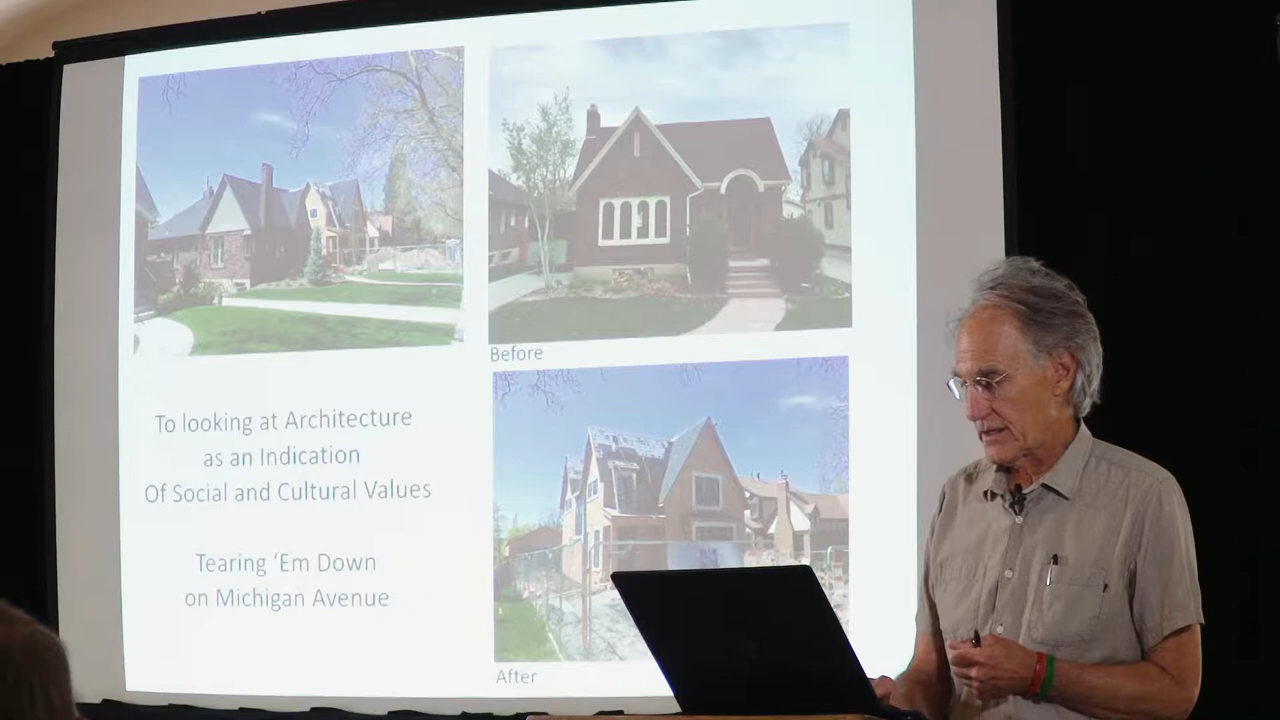 Before
To looking at Architecture
as an Indication
Of Social and Cultural Values
Tearing ‘Em Down
on Michigan Avenue
After